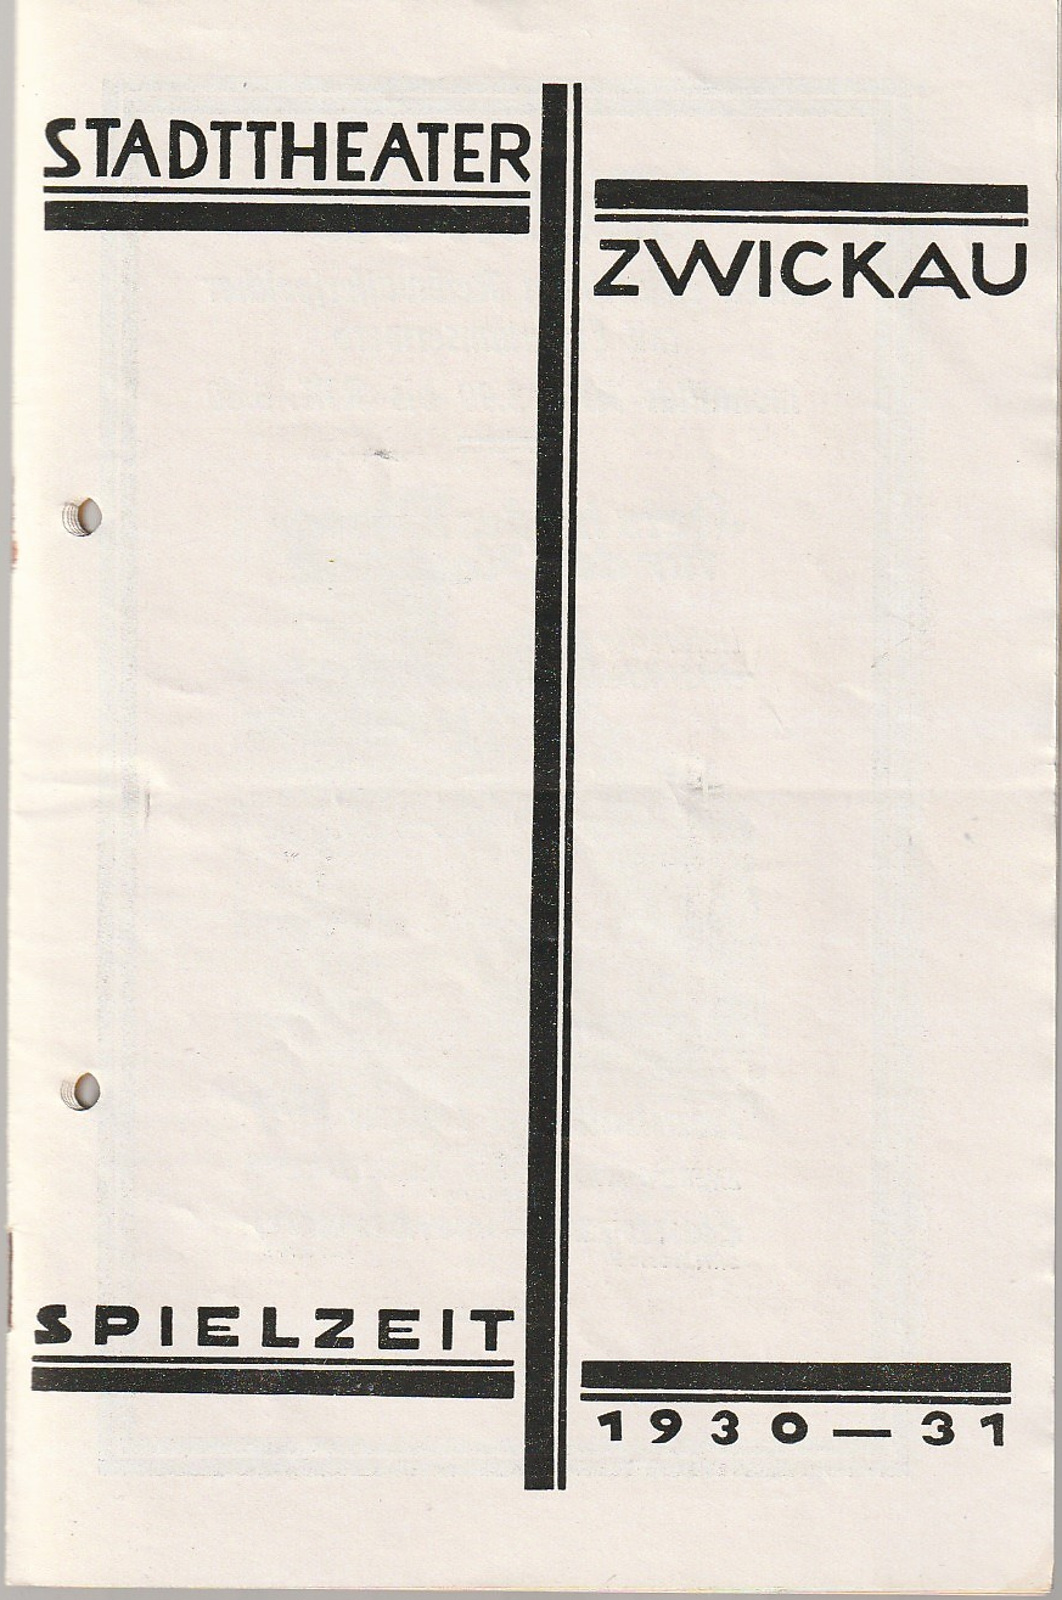 STADTTHEATER
ZWICKAU
SPIELZEIT
1930—31